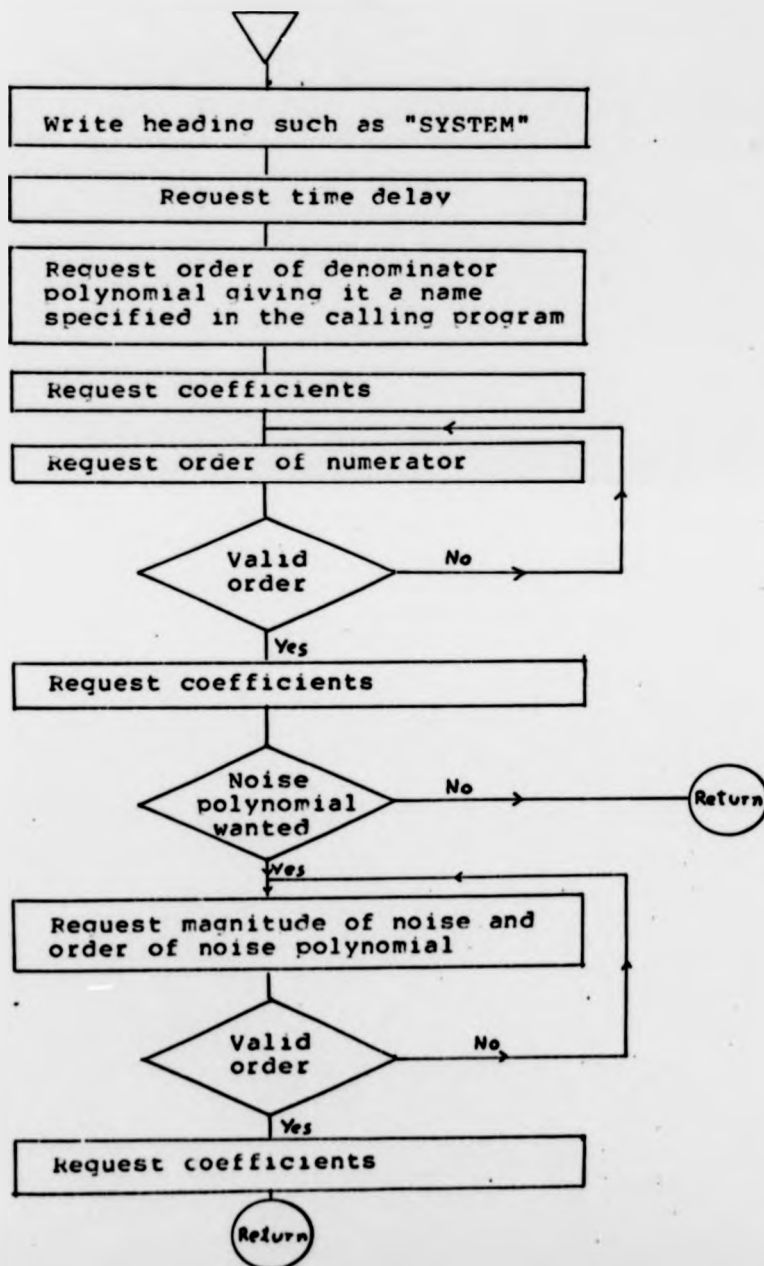 Write heading such as "SYSTEM"
Request time delay
Request order of denominator
polynomial giving it a name
specified in the calling program
Request coefficients
Request order of numerator
Valid
order
No
Yes
Request coefficients
Noise
polynomial
wanted
No
Return
Yes
Request magnitude of noise and
order of noise polynomial
Valid
order
No
Yes
Request coefficients
Return